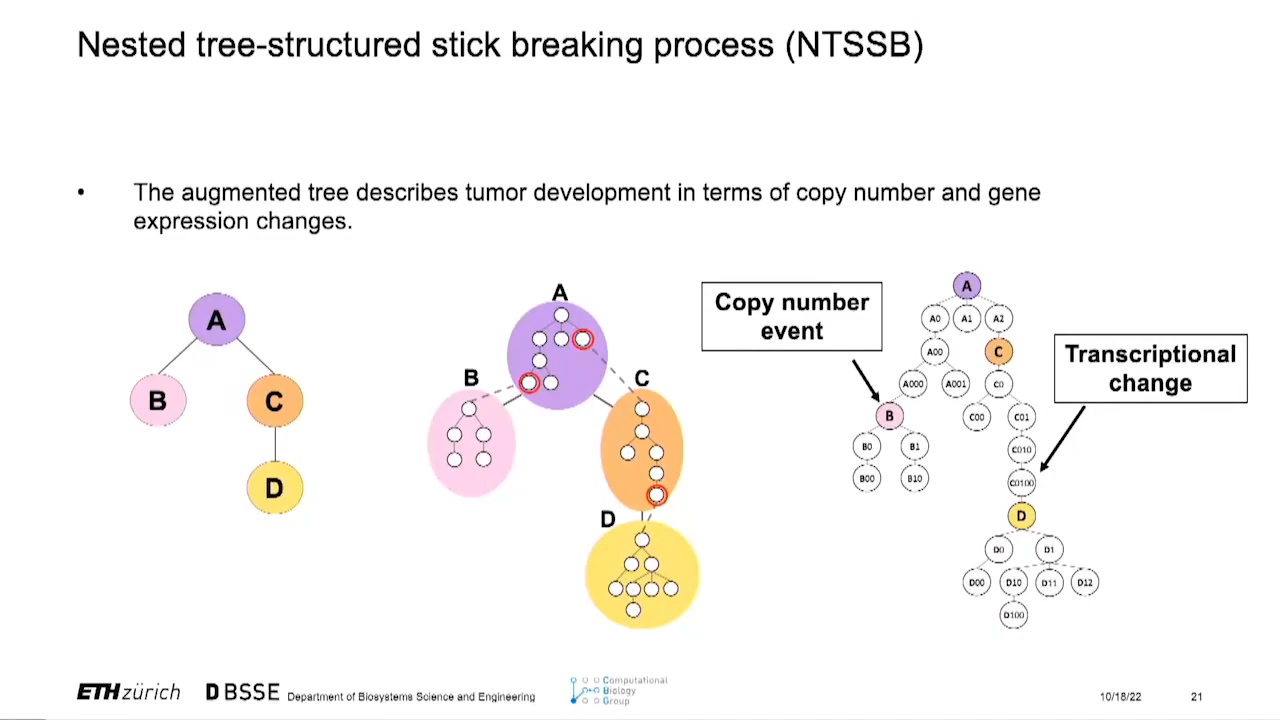 Nested tree-structured stick breaking process (NTSSB)
• The augmented tree describes tumor development in terms of copy number and gene
expression changes.
A
B
C
D
A
B
C
D
Copy number
event
Transcriptional
change
A
A0 A1 A2
A00 C
A000 A001 C0
B C00 C01
B0 B1 C010
B00 B10 C0100
D
D0 D1
D00 D10 D11 D12
D100
ETH zürich D BSSE Department of Biosystems Science and Engineering
Computational
Biology
Group
10/18/22 21